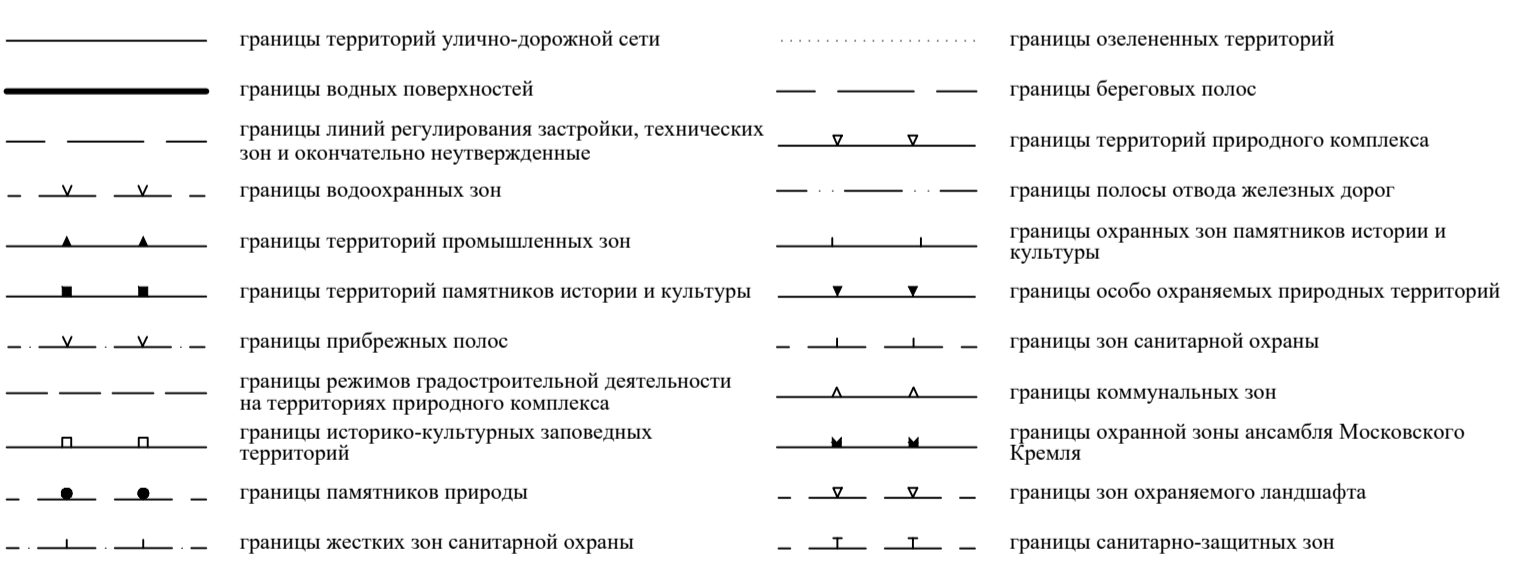 границы территорий улично-дорожной сети
границы водных поверхностей
границы линий регулирования застройки, технических
зон и окончательно неутвержденные
границы водоохранных зон
границы территорий промышленных зон
границы территорий памятников истории и культуры
границы прибрежных полос
границы режимов градостроительной деятельности
на территориях природного комплекса
границы историко-культурных заповедных
территорий
границы памятников природы
границы жестких зон санитарной охраны
границы озелененных территорий
границы береговых полос
границы территорий природного комплекса
границы полосы отвода железных дорог
границы охранных зон памятников истории и
культуры
границы особо охраняемых природных территорий
границы зон санитарной охраны
границы коммунальных зон
границы охранной зоны ансамбля Московского
Кремля
границы зон охраняемого ландшафта
границы санитарно-защитных зон